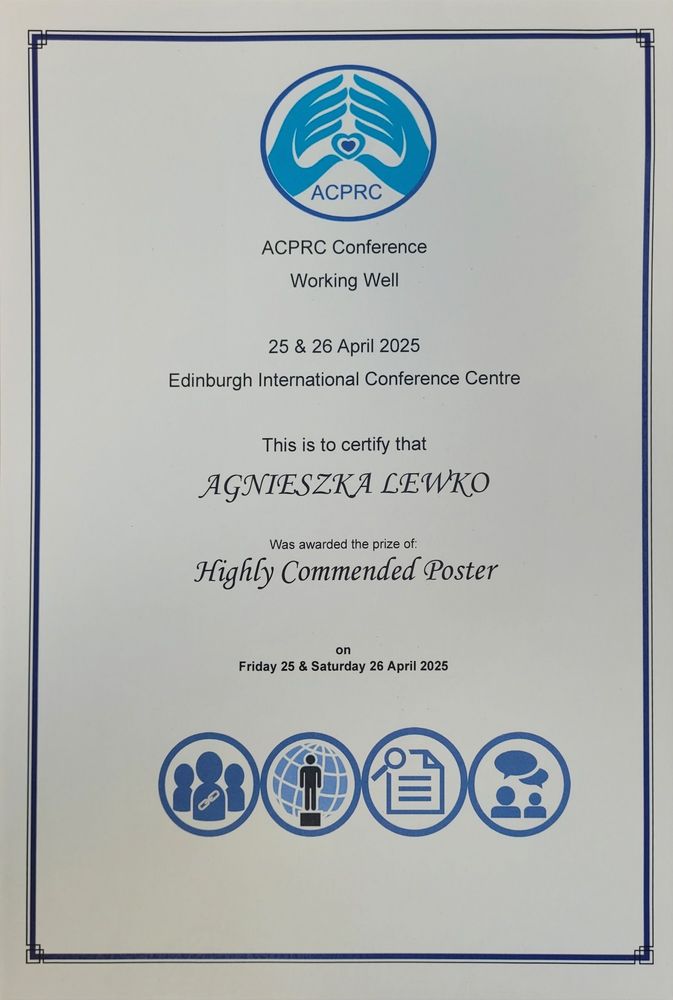 ACPRC
ACPRC Conference
Working Well
25 & 26 April 2025
Edinburgh International Conference Centre
This is to certify that
AGNIESZKA LEWKO
Was awarded the prize of:
Highly Commended Poster
on
Friday 25 & Saturday 26 April 2025